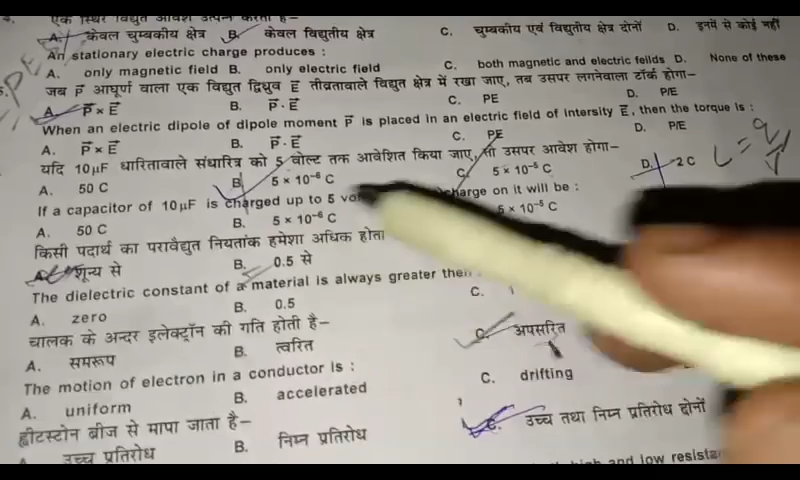 एक स्थिर विद्युत आवेश उत्पन्न करता है–
A. केवल चुम्बकीय क्षेत्र B. केवल विद्युतीय क्षेत्र C. चुम्बकीय एवं विद्युतीय क्षेत्र दोनों D. इनमें से कोई नहीं
An stationary electric charge produces :
A. only magnetic field B. only electric field C. both magnetic and electric feilds D. None of these
जब p⃗ आघूर्ण वाला एक विद्युत द्विध्रुव E⃗ तीव्रतावाले विद्युत क्षेत्र में रखा जाए, तब उसपर लगनेवाला टॉर्क होगा–
A. p⃗ × E⃗ B. p⃗ · E⃗ C. PE D. P/E
When an electric dipole of dipole moment p⃗ is placed in an electric field of intersity E⃗, then the torque is :
A. p⃗ × E⃗ B. p⃗ · E⃗ C. PE D. P/E
यदि 10μF धारितावाले संधारित्र को 5 वोल्ट तक आवेशित किया जाए, तो उसपर आवेश होगा–
A. 50 C B. 5 × 10⁻⁶ C C. 5 × 10⁻⁵ C D. 2 C
If a capacitor of 10μF is charged up to 5 charge on it will be :
A. 50 C B. 5 × 10⁻⁶ C 5 × 10⁻⁵ C
किसी पदार्थ का परावैद्युत नियतांक हमेशा अधिक होता
A. शून्य से B. 0.5 से
The dielectric constant of a material is always greater then
A. zero B. 0.5 C.
चालक के अन्दर इलेक्ट्रॉन की गति होती है–
A. समरूप B. त्वरित C. अपसरित
The motion of electron in a conductor is :
A. uniform B. accelerated C. drifting
ह्वीटस्टोन ब्रीज से मापा जाता है–
A. उच्च प्रतिरोध B. निम्न प्रतिरोध C. उच्च तथा निम्न प्रतिरोध दोनों
high and low resista